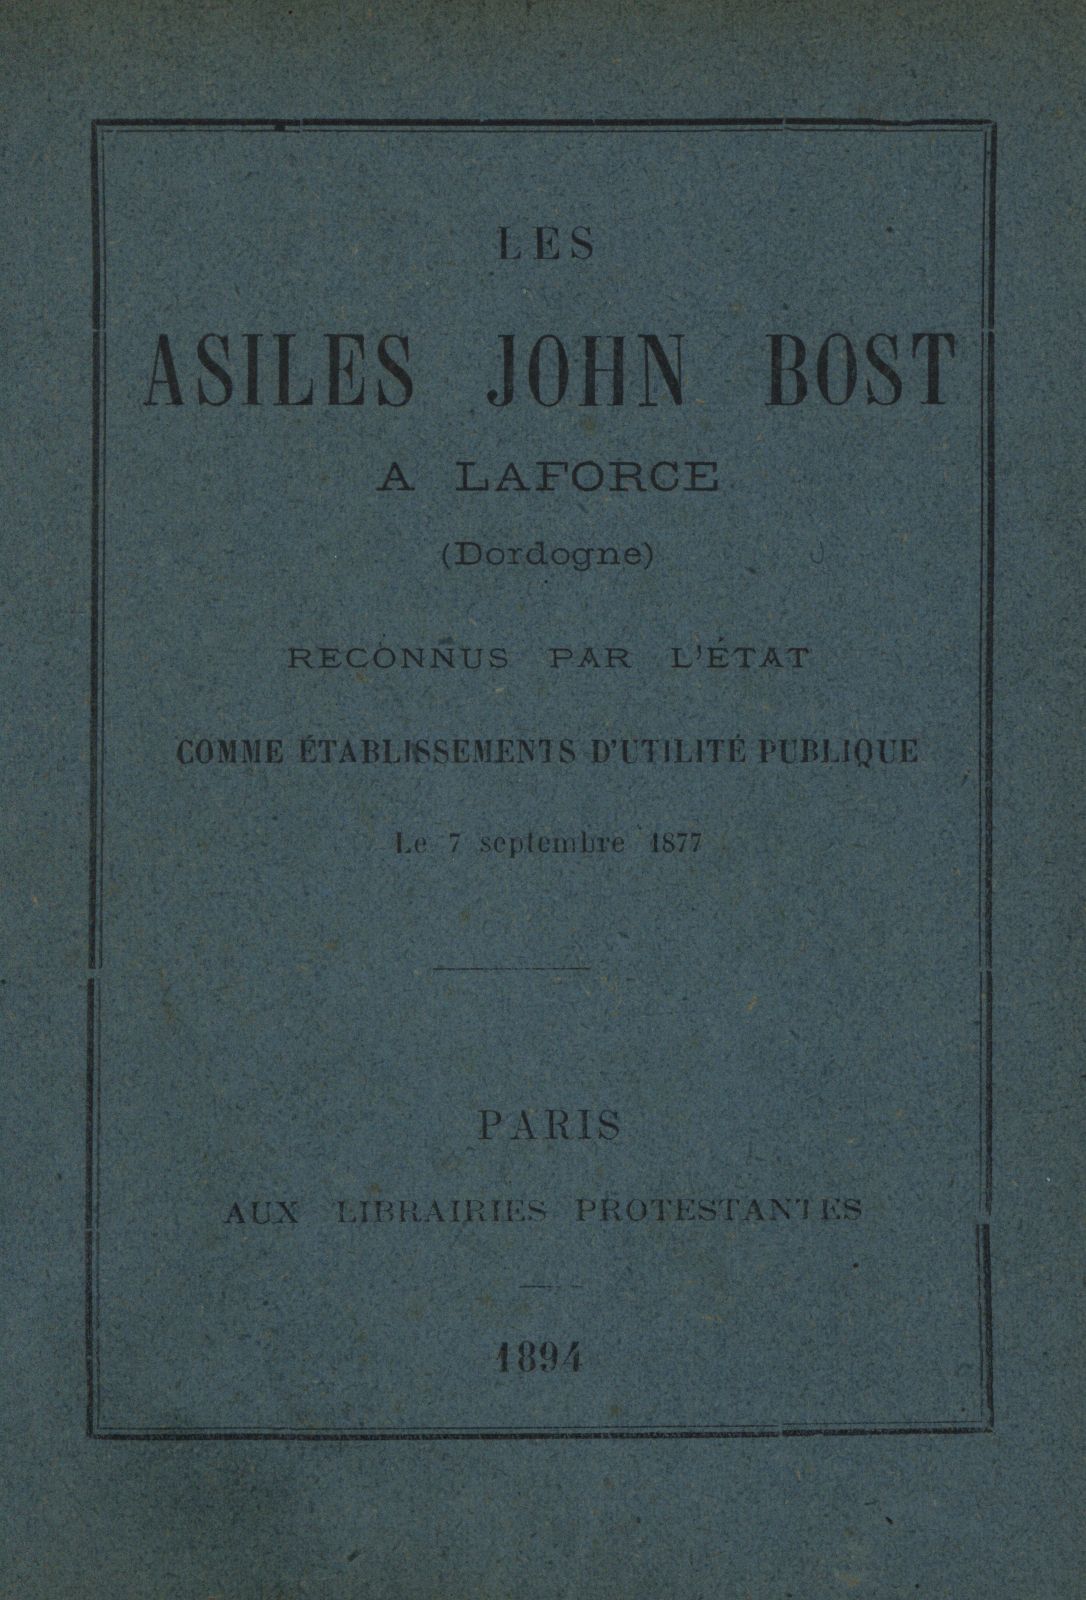 LES
ASILES JOHN BOST
A LAFORCE
(Dordogne)
RECONNUS PAR L'ÉTAT
COMME ÉTABLISSEMENTS D'UTILITÉ PUBLIQUE
Le 7 septembre 1877
PARIS
AUX LIBRAIRIES PROTESTANTES
1894